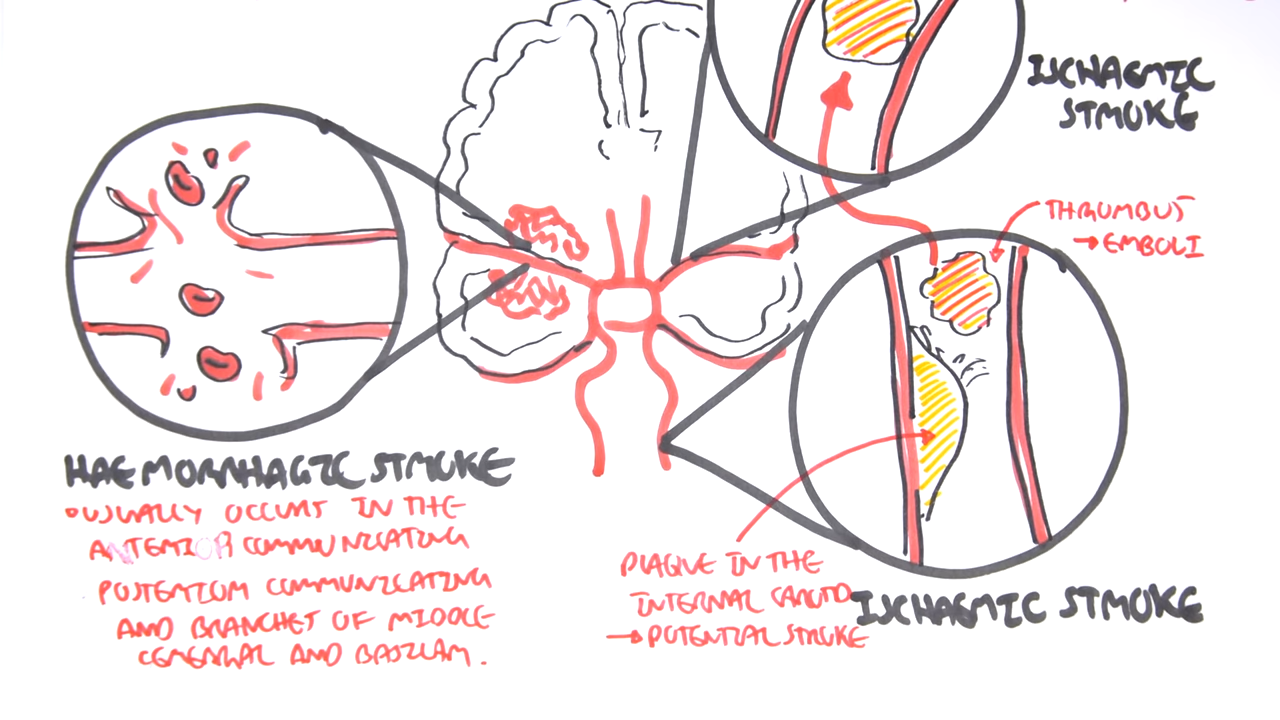 ISCHAEMIC
STROKE
THROMBUS
→ EMBOLI
HAEMORRHAGIC STROKE
• USUALLY OCCURS IN THE
ANTERIOR COMMUNICATING
POSTERIOR COMMUNICATING
AND BRANCHES OF MIDDLE
CEREBRAL AND BASILAR.
PLAQUE IN THE
INTERNAL CAROTID
→ POTENTIAL STROKE
ISCHAEMIC STROKE